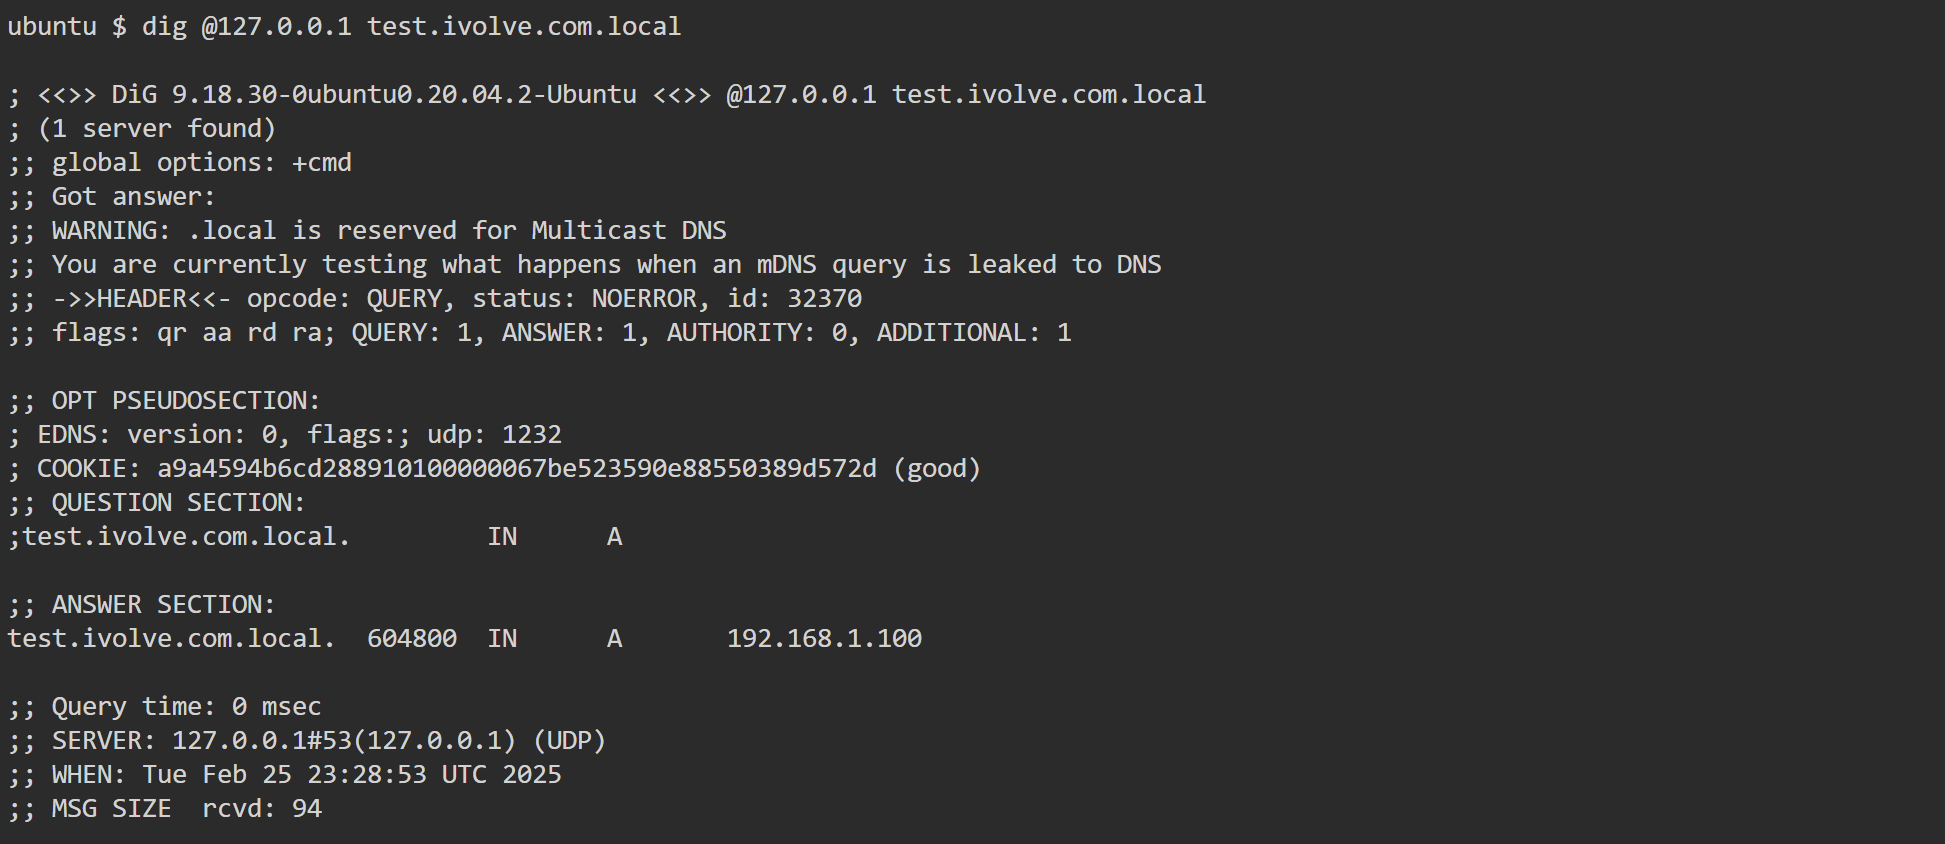 ubuntu $ dig @127.0.0.1 test.ivolve.com.local
; <<>> DiG 9.18.30-0ubuntu0.20.04.2-Ubuntu <<>> @127.0.0.1 test.ivolve.com.local
; (1 server found)
;; global options: +cmd
;; Got answer:
;; WARNING: .local is reserved for Multicast DNS
;; You are currently testing what happens when an mDNS query is leaked to DNS
;; ->>HEADER<<- opcode: QUERY, status: NOERROR, id: 32370
;; flags: qr aa rd ra; QUERY: 1, ANSWER: 1, AUTHORITY: 0, ADDITIONAL: 1
;; OPT PSEUDOSECTION:
; EDNS: version: 0, flags:; udp: 1232
; COOKIE: a9a4594b6cd288910100000067be523590e88550389d572d (good)
;; QUESTION SECTION:
;test.ivolve.com.local. IN A
;; ANSWER SECTION:
test.ivolve.com.local. 604800 IN A 192.168.1.100
;; Query time: 0 msec
;; SERVER: 127.0.0.1#53(127.0.0.1) (UDP)
;; WHEN: Tue Feb 25 23:28:53 UTC 2025
;; MSG SIZE  rcvd: 94